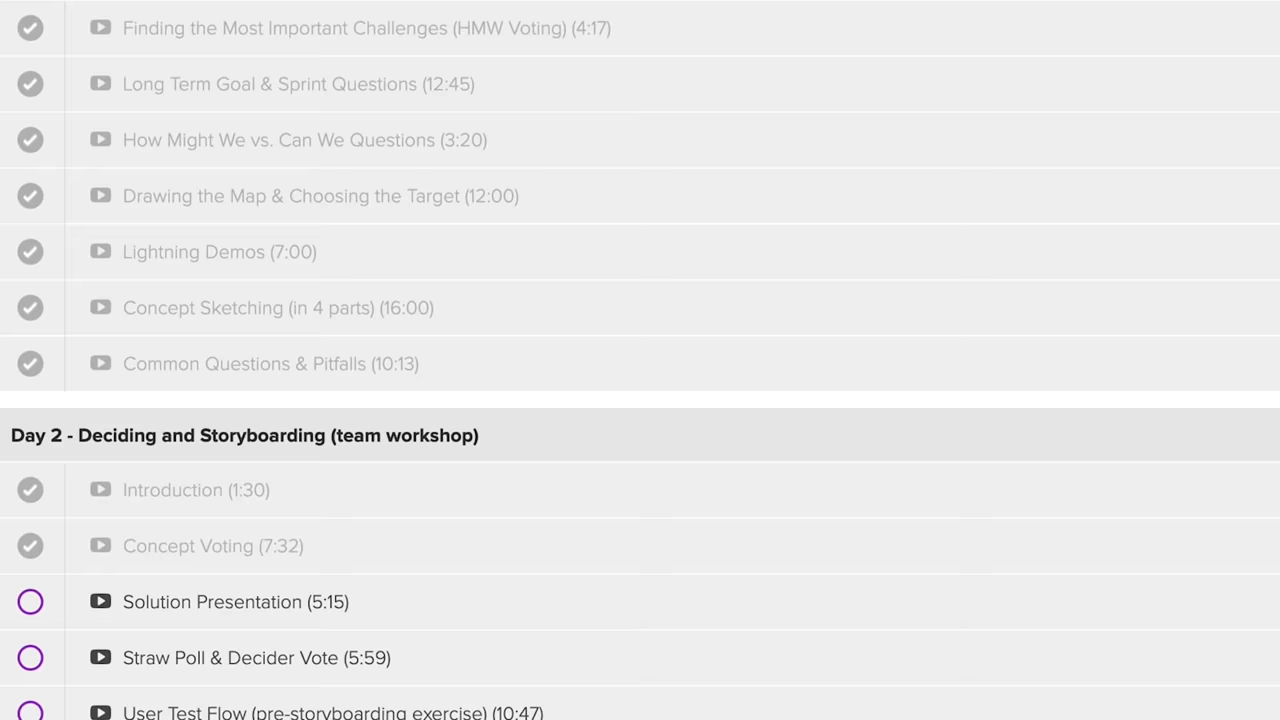 Finding the Most Important Challenges (HMW Voting) (4:17)
Long Term Goal & Sprint Questions (12:45)
How Might We vs. Can We Questions (3:20)
Drawing the Map & Choosing the Target (12:00)
Lightning Demos (7:00)
Concept Sketching (in 4 parts) (16:00)
Common Questions & Pitfalls (10:13)
Day 2 - Deciding and Storyboarding (team workshop)
Introduction (1:30)
Concept Voting (7:32)
Solution Presentation (5:15)
Straw Poll & Decider Vote (5:59)
User Test Flow (pre-storyboarding exercise) (10:47)